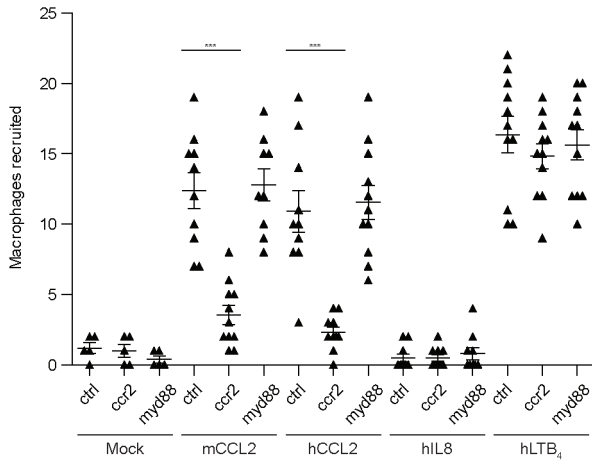 Macrophages recruited
25
20
15
10
5
0
*** ***
ctrl ccr2 myd88 ctrl ccr2 myd88 ctrl ccr2 myd88 ctrl ccr2 myd88 ctrl ccr2 myd88
Mock mCCL2 hCCL2 hIL8 hLTB₄